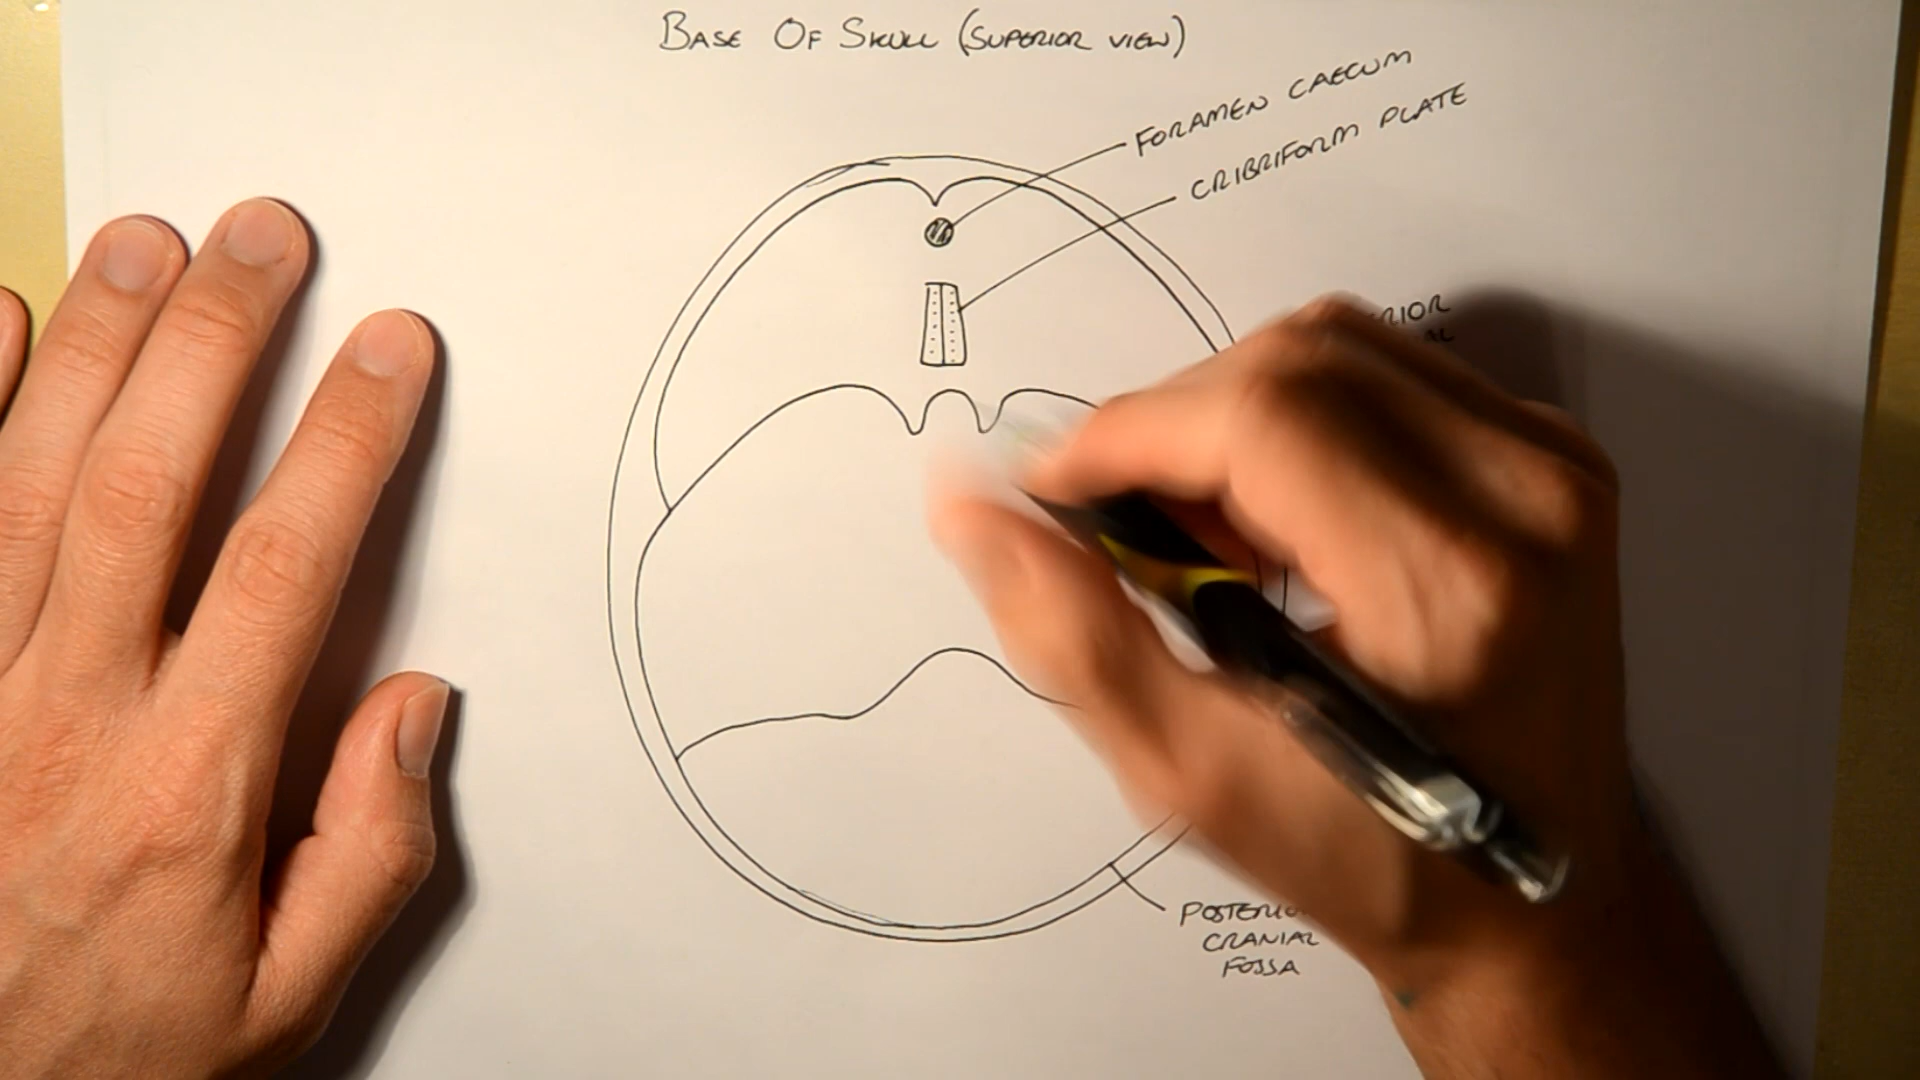 BASE OF SKULL (SUPERIOR VIEW)
FORAMEN CAECUM
CRIBRIFORM PLATE
CRANIAL
FOSSA